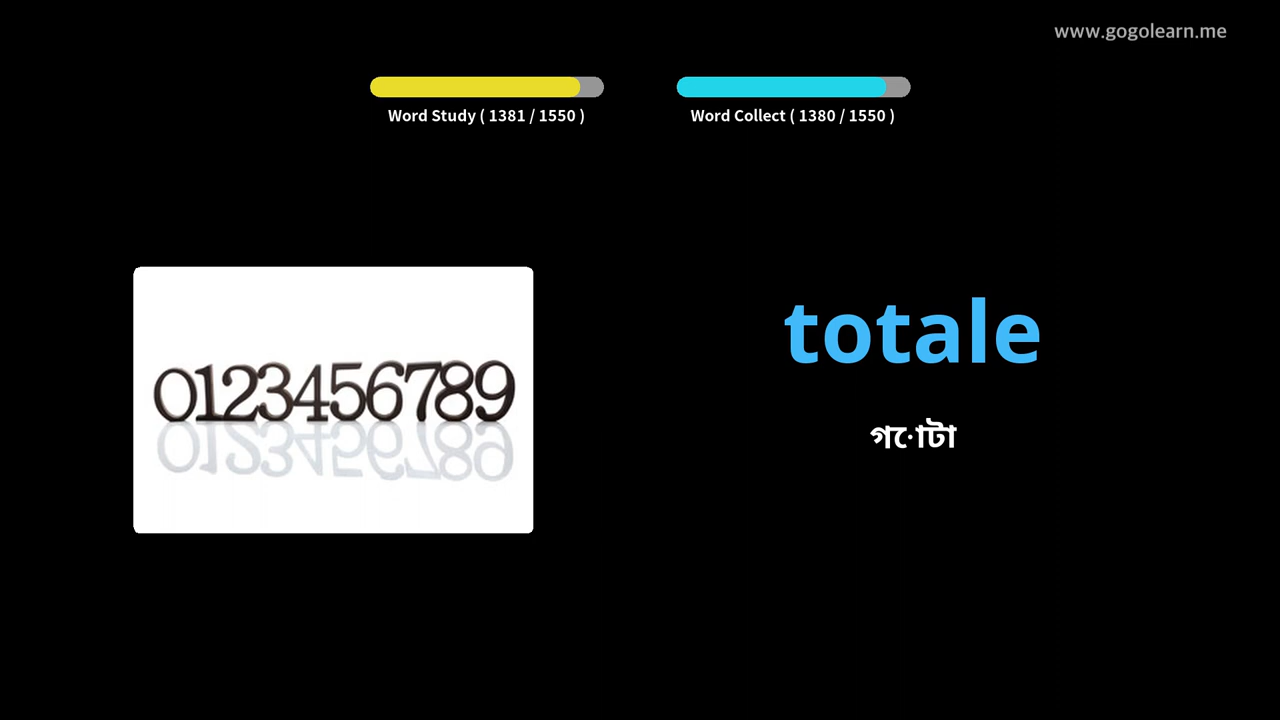 www.gogolearn.me
Word Study ( 1381 / 1550 )
Word Collect ( 1380 / 1550 )
0123456789
totale
গোটা